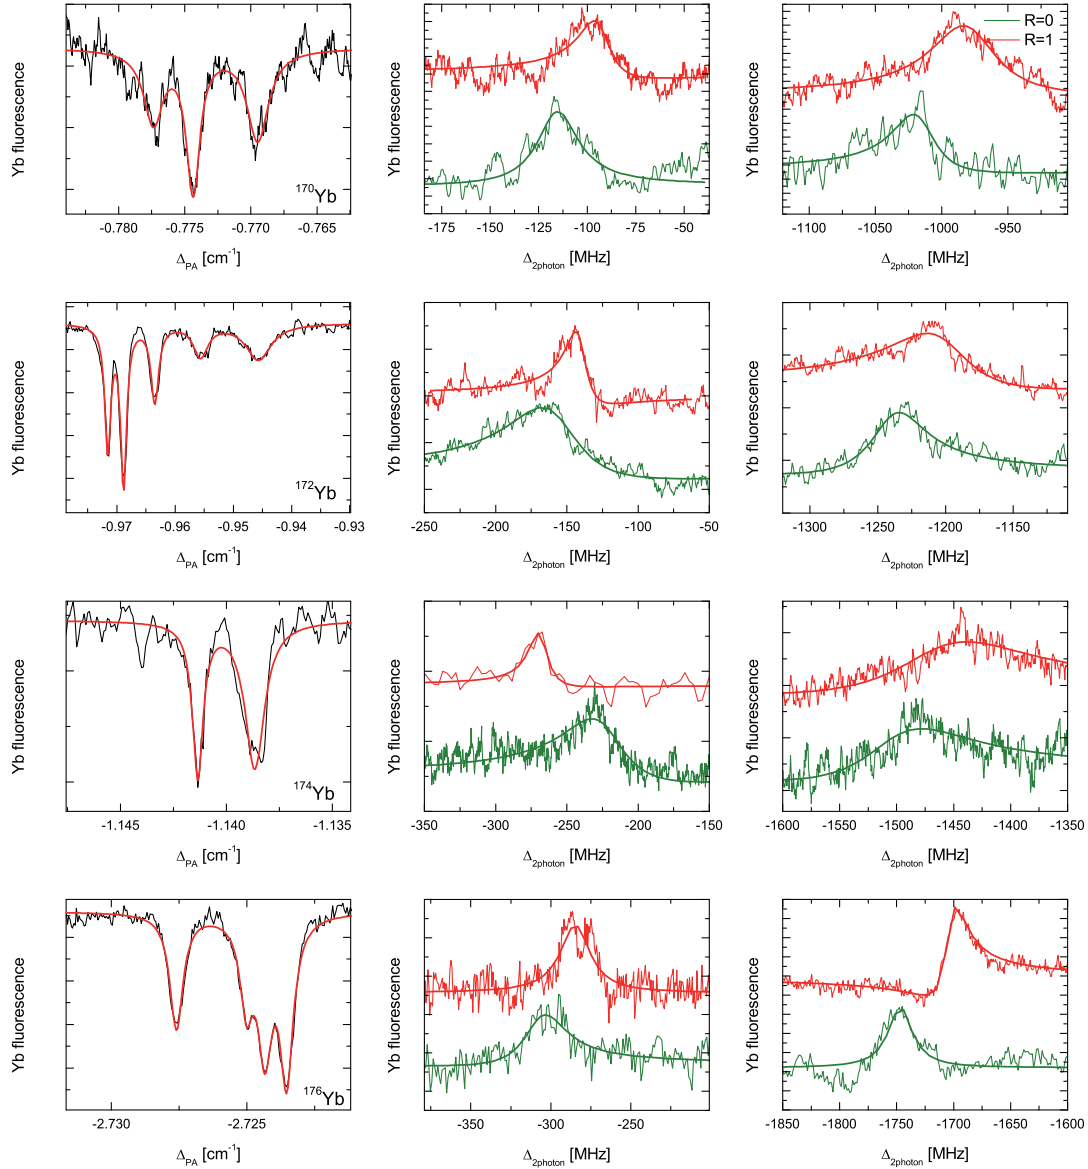 Yb fluorescence
¹⁷⁰Yb
-0.780 -0.775 -0.770 -0.765
Δ_PA [cm⁻¹]
Yb fluorescence
-175 -150 -125 -100 -75 -50
Δ_2photon [MHz]
Yb fluorescence
R=0
R=1
-1100 -1050 -1000 -950
Δ_2photon [MHz]
Yb fluorescence
¹⁷²Yb
-0.97 -0.96 -0.95 -0.94 -0.93
Δ_PA [cm⁻¹]
Yb fluorescence
-250 -200 -150 -100 -50
Δ_2photon [MHz]
Yb fluorescence
-1300 -1250 -1200 -1150
Δ_2photon [MHz]
Yb fluorescence
¹⁷⁴Yb
-1.145 -1.140 -1.135
Δ_PA [cm⁻¹]
Yb fluorescence
-350 -300 -250 -200 -150
Δ_2photon [MHz]
Yb fluorescence
-1600 -1550 -1500 -1450 -1400 -1350
Δ_2photon [MHz]
Yb fluorescence
¹⁷⁶Yb
-2.730 -2.725
Δ_PA [cm⁻¹]
Yb fluorescence
-350 -300 -250
Δ_2photon [MHz]
Yb fluorescence
-1850 -1800 -1750 -1700 -1650 -1600
Δ_2photon [MHz]